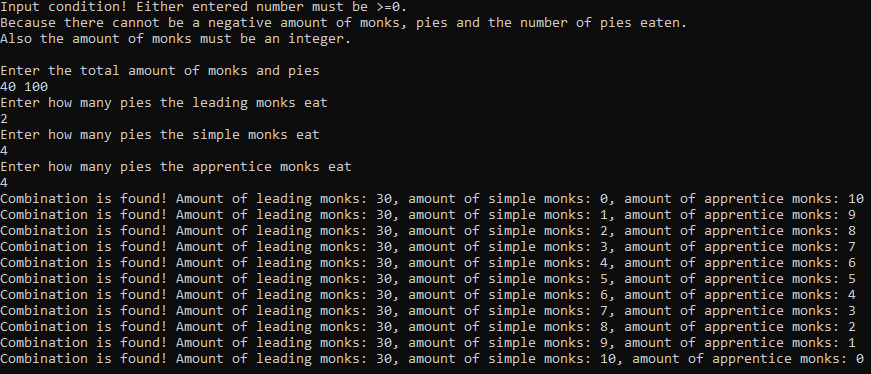 Input condition! Either entered number must be >=0.
Because there cannot be a negative amount of monks, pies and the number of pies eaten.
Also the amount of monks must be an integer.
Enter the total amount of monks and pies
40 100
Enter how many pies the leading monks eat
2
Enter how many pies the simple monks eat
4
Enter how many pies the apprentice monks eat
4
Combination is found! Amount of leading monks: 30, amount of simple monks: 0, amount of apprentice monks: 10
Combination is found! Amount of leading monks: 30, amount of simple monks: 1, amount of apprentice monks: 9
Combination is found! Amount of leading monks: 30, amount of simple monks: 2, amount of apprentice monks: 8
Combination is found! Amount of leading monks: 30, amount of simple monks: 3, amount of apprentice monks: 7
Combination is found! Amount of leading monks: 30, amount of simple monks: 4, amount of apprentice monks: 6
Combination is found! Amount of leading monks: 30, amount of simple monks: 5, amount of apprentice monks: 5
Combination is found! Amount of leading monks: 30, amount of simple monks: 6, amount of apprentice monks: 4
Combination is found! Amount of leading monks: 30, amount of simple monks: 7, amount of apprentice monks: 3
Combination is found! Amount of leading monks: 30, amount of simple monks: 8, amount of apprentice monks: 2
Combination is found! Amount of leading monks: 30, amount of simple monks: 9, amount of apprentice monks: 1
Combination is found! Amount of leading monks: 30, amount of simple monks: 10, amount of apprentice monks: 0